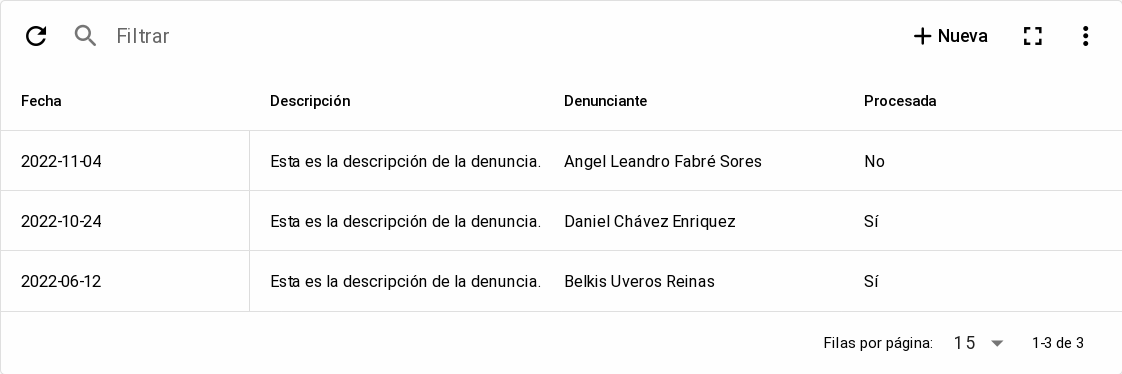 Filtrar Nueva
Fecha Descripción Denunciante Procesada
2022-11-04 Esta es la descripción de la denuncia. Angel Leandro Fabré Sores No
2022-10-24 Esta es la descripción de la denuncia. Daniel Chávez Enriquez Sí
2022-06-12 Esta es la descripción de la denuncia. Belkis Uveros Reinas Sí
Filas por página: 15 1-3 de 3